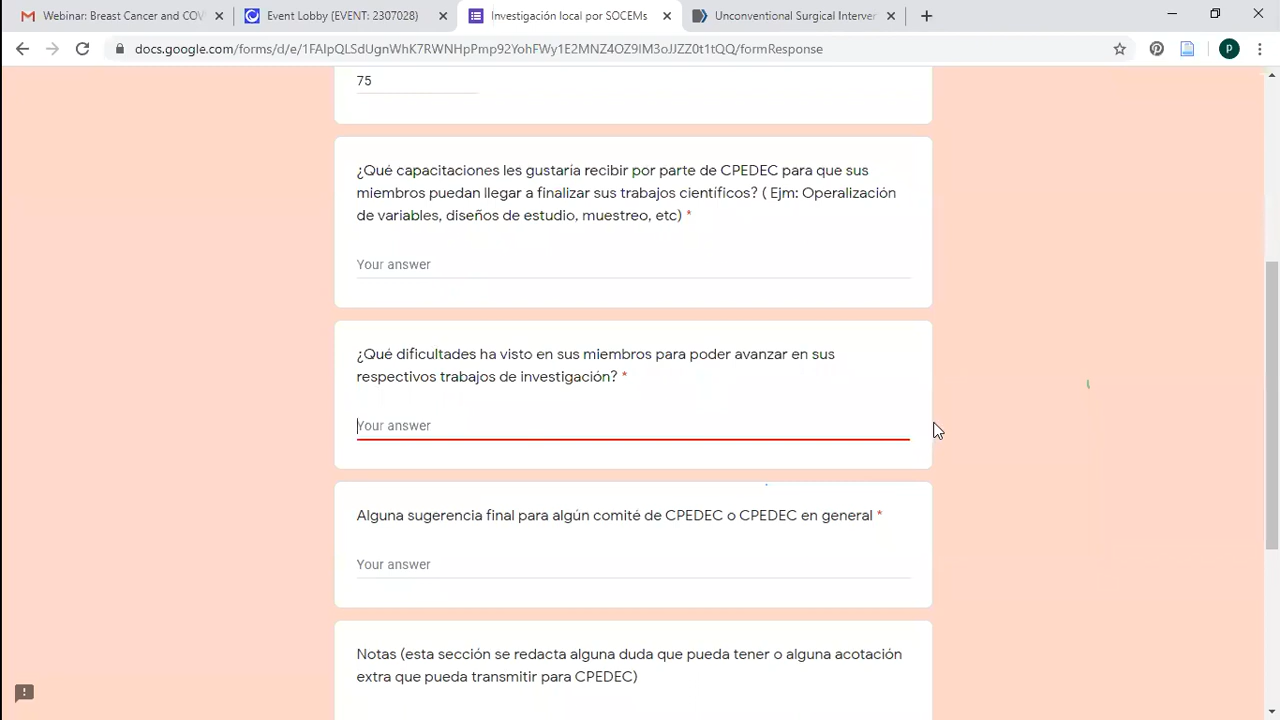 Webinar: Breast Cancer and COV
Event Lobby (EVENT: 2307028)
Investigación local por SOCEMs
Unconventional Surgical Interver
docs.google.com/forms/d/e/1FAIpQLSdUgnWhK7RWNHpPmp92YohFWy1E2MNZ4OZ9IM3oJJZZ0t1tQQ/formResponse
P
75
¿Qué capacitaciones les gustaría recibir por parte de CPEDEC para que sus
miembros puedan llegar a finalizar sus trabajos científicos? ( Ejm: Operalización
de variables, diseños de estudio, muestreo, etc) *
Your answer
¿Qué dificultades ha visto en sus miembros para poder avanzar en sus
respectivos trabajos de investigación? *
Your answer
Alguna sugerencia final para algún comité de CPEDEC o CPEDEC en general *
Your answer
Notas (esta sección se redacta alguna duda que pueda tener o alguna acotación
extra que pueda transmitir para CPEDEC)